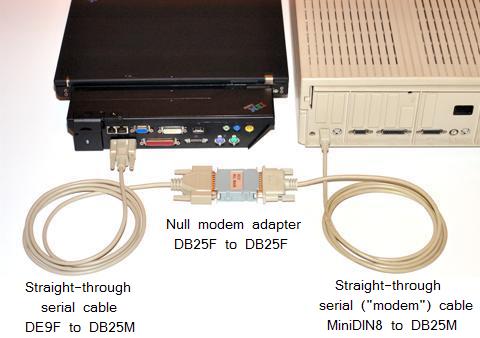 Null modem adapter
DB25F to DB25F
Straight-through
serial cable
DE9F to DB25M
Straight-through
serial ("modem") cable
MiniDIN8 to DB25M